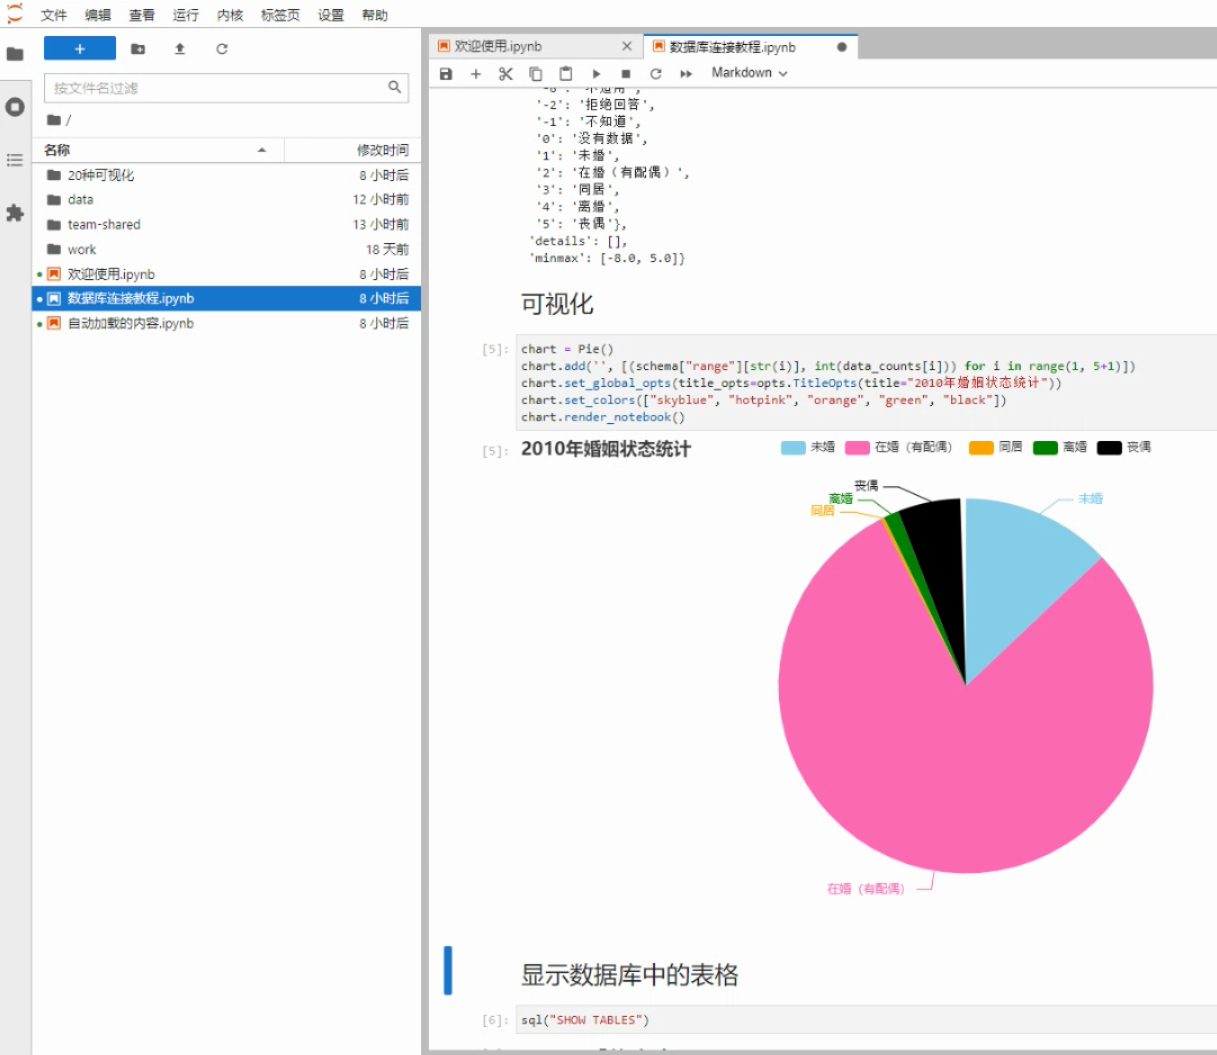 文件 编辑 查看 运行 内核 标签页 设置 帮助
+
按文件名过滤
/
名称 修改时间
20种可视化 8 小时后
data 12 小时前
team-shared 13 小时前
work 18 天前
欢迎使用.ipynb 8 小时后
数据库连接教程.ipynb 8 小时后
自动加载的内容.ipynb 8 小时后
欢迎使用.ipynb × 数据库连接教程.ipynb
Markdown
'-8': '不适用',
'-2': '拒绝回答',
'-1': '不知道',
'0': '没有数据',
'1': '未婚',
'2': '在婚（有配偶）',
'3': '同居',
'4': '离婚',
'5': '丧偶'},
'details': [],
'minmax': [-8.0, 5.0]}
可视化
[5]: chart = Pie()
chart.add('', [(schema["range"][str(i)], int(data_counts[i])) for i in range(1, 5+1)])
chart.set_global_opts(title_opts=opts.TitleOpts(title="2010年婚姻状态统计"))
chart.set_colors(["skyblue", "hotpink", "orange", "green", "black"])
chart.render_notebook()
[5]: 2010年婚姻状态统计 未婚 在婚（有配偶） 同居 离婚 丧偶
丧偶
离婚 未婚
同居
在婚（有配偶）
显示数据库中的表格
[6]: sql("SHOW TABLES")